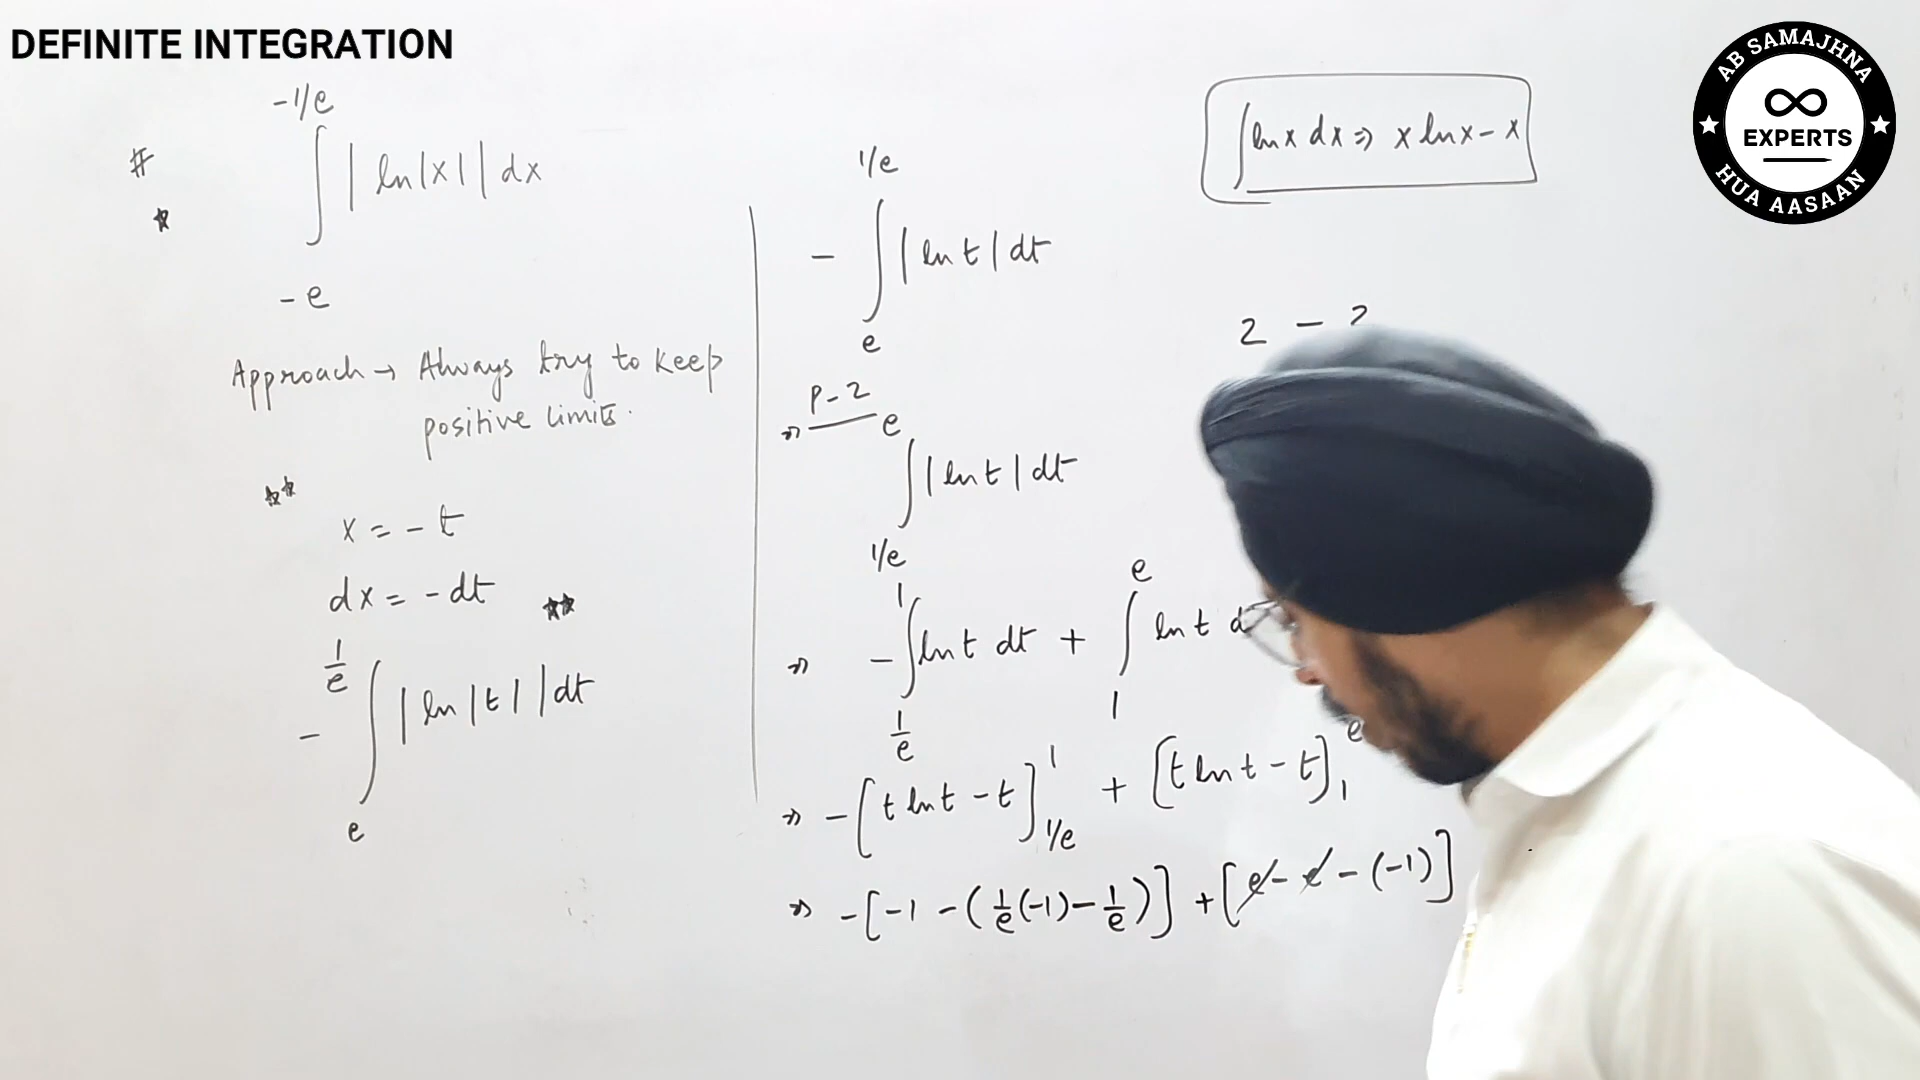 DEFINITE INTEGRATION
# ∫_{-e}^{-1/e} | ln|x| | dx
Approach → Always try to keep
positive limits.
x = - t
dx = - dt
- ∫_{e}^{1/e} | ln |t| | dt
- ∫_{e}^{1/e} | ln t | dt
⇒ P-2
∫_{1/e}^{e} | ln t | dt
⇒ - ∫_{1/e}^{1} ln t dt + ∫_{1}^{e} ln t d
⇒ - [t ln t - t]_{1/e}^{1} + [t ln t - t]_{1}^{e}
⇒ - [-1 - (1/e (-1) - 1/e)] + [e - e - (-1)]
∫ ln x dx ⇒ x ln x - x
2 -
AB SAMAJHNA
∞
EXPERTS
HUA AASAAN